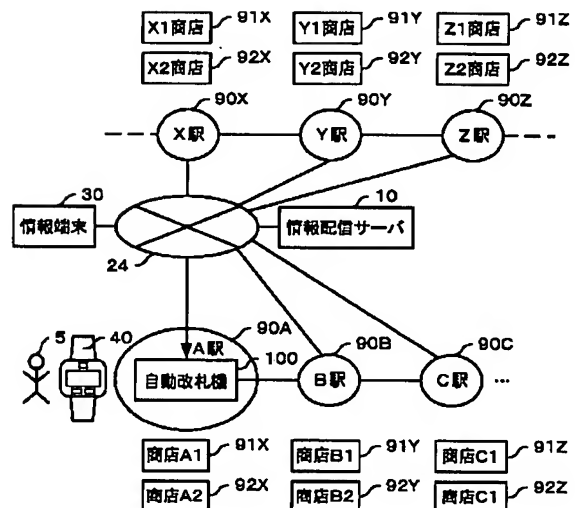 X1商店 91X Y1商店 91Y Z1商店 91Z
X2商店 92X Y2商店 92Y Z2商店 92Z
90X 90Y 90Z
X駅 Y駅 Z駅
30 10
情報端末 情報配信サーバ
24
5 40 90A
A駅 100 90B 90C
自動改札機 B駅 C駅 …
商店A1 91X 商店B1 91Y 商店C1 91Z
商店A2 92X 商店B2 92Y 商店C1 92Z